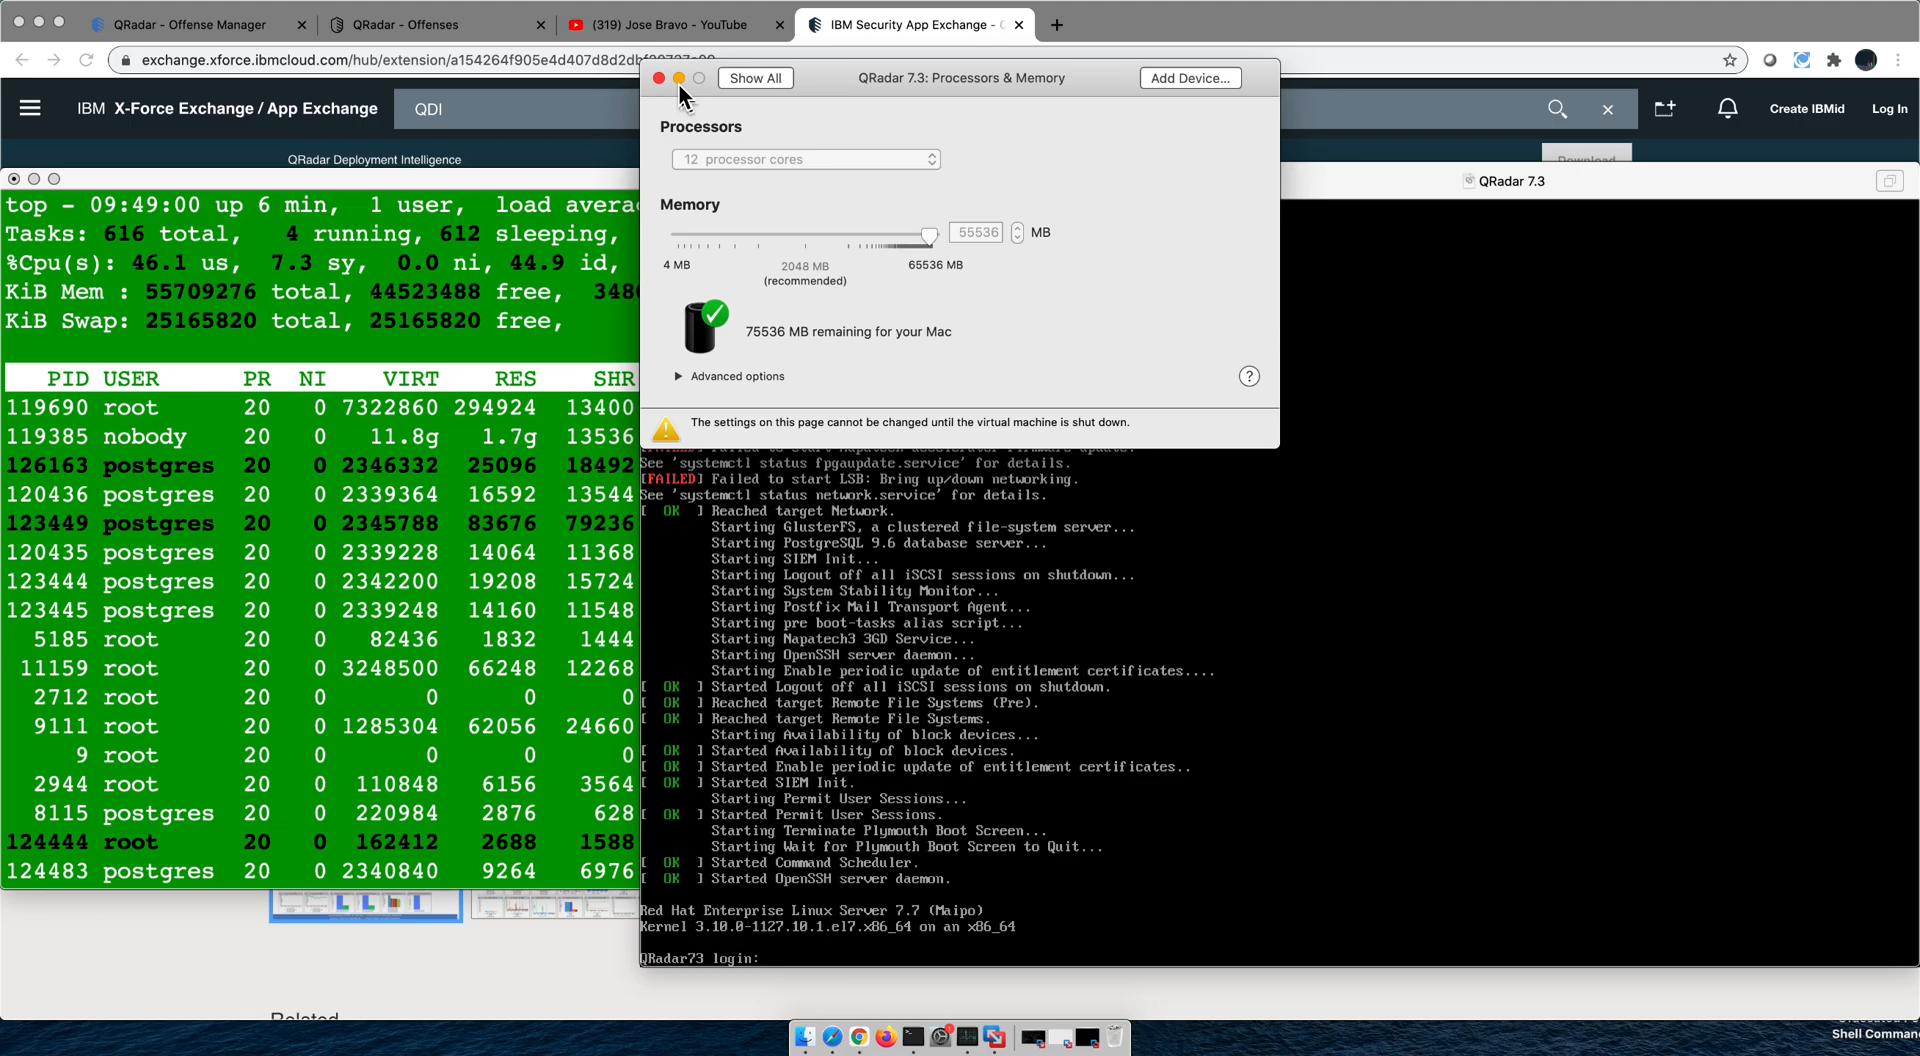 QRadar - Offense Manager
QRadar - Offenses
(319) Jose Bravo - YouTube
IBM Security App Exchange -
exchange.xforce.ibmcloud.com/hub/extension/a154264f905e4d407d8d2db
IBM X-Force Exchange / App Exchange
QDI
Create IBMid
Log In
QRadar Deployment Intelligence
Download
Show All
QRadar 7.3: Processors & Memory
Add Device...
Processors
12 processor cores
Memory
55536 MB
4 MB
2048 MB
(recommended)
65536 MB
75536 MB remaining for your Mac
Advanced options
?
The settings on this page cannot be changed until the virtual machine is shut down.
QRadar 7.3
top - 09:49:00 up 6 min, 1 user, load avera
Tasks: 616 total, 4 running, 612 sleeping,
%Cpu(s): 46.1 us, 7.3 sy, 0.0 ni, 44.9 id,
KiB Mem : 55709276 total, 44523488 free, 348
KiB Swap: 25165820 total, 25165820 free,
PID USER PR NI VIRT RES SHR
119690 root 20 0 7322860 294924 13400
119385 nobody 20 0 11.8g 1.7g 13536
126163 postgres 20 0 2346332 25096 18492
120436 postgres 20 0 2339364 16592 13544
123449 postgres 20 0 2345788 83676 79236
120435 postgres 20 0 2339228 14064 11368
123444 postgres 20 0 2342200 19208 15724
123445 postgres 20 0 2339248 14160 11548
5185 root 20 0 82436 1832 1444
11159 root 20 0 3248500 66248 12268
2712 root 20 0 0 0 0
9111 root 20 0 1285304 62056 24660
9 root 20 0 0 0 0
2944 root 20 0 110848 6156 3564
8115 postgres 20 0 220984 2876 628
124444 root 20 0 162412 2688 1588
124483 postgres 20 0 2340840 9264 6976
See 'systemctl status fpgaupdate.service' for details.
[FAILED] Failed to start LSB: Bring up/down networking.
See 'systemctl status network.service' for details.
[ OK ] Reached target Network.
Starting GlusterFS, a clustered file-system server...
Starting PostgreSQL 9.6 database server...
Starting SIEM Init...
Starting Logout off all iSCSI sessions on shutdown...
Starting System Stability Monitor...
Starting Postfix Mail Transport Agent...
Starting pre boot-tasks alias script...
Starting Napatech3 3GD Service...
Starting OpenSSH server daemon...
Starting Enable periodic update of entitlement certificates....
[ OK ] Started Logout off all iSCSI sessions on shutdown.
[ OK ] Reached target Remote File Systems (Pre).
[ OK ] Reached target Remote File Systems.
Starting Availability of block devices...
[ OK ] Started Availability of block devices.
[ OK ] Started Enable periodic update of entitlement certificates..
[ OK ] Started SIEM Init.
Starting Permit User Sessions...
[ OK ] Started Permit User Sessions.
Starting Terminate Plymouth Boot Screen...
Starting Wait for Plymouth Boot Screen to Quit...
[ OK ] Started Command Scheduler.
[ OK ] Started OpenSSH server daemon.
Red Hat Enterprise Linux Server 7.7 (Maipo)
Kernel 3.10.0-1127.10.1.el7.x86_64 on an x86_64
QRadar73 login:
Related
Shell Comman